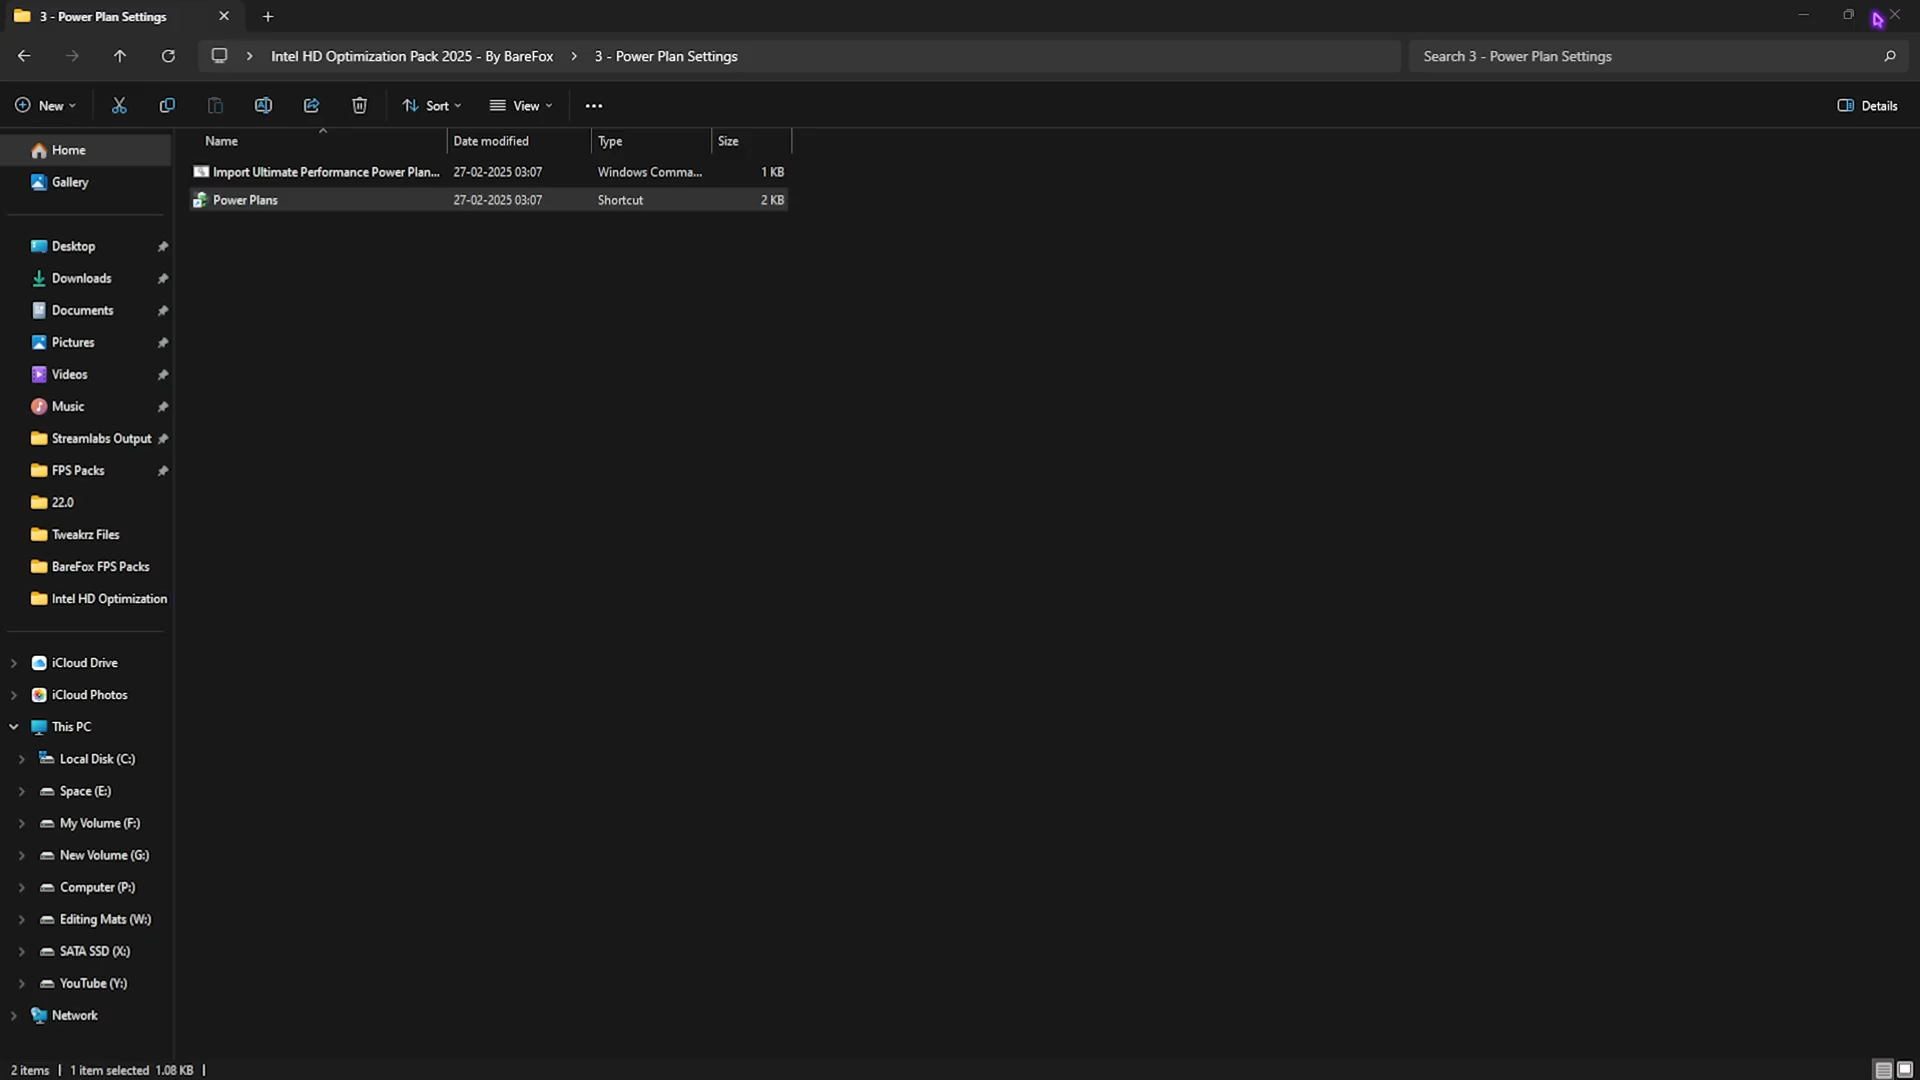 3 - Power Plan Settings
Intel HD Optimization Pack 2025 - By BareFox > 3 - Power Plan Settings
Search 3 - Power Plan Settings
New
Sort
View
Details
Name
Date modified
Type
Size
Import Ultimate Performance Power Plan... 27-02-2025 03:07 Windows Comma... 1 KB
Power Plans 27-02-2025 03:07 Shortcut 2 KB
Home
Gallery
Desktop
Downloads
Documents
Pictures
Videos
Music
Streamlabs Output
FPS Packs
22.0
Tweakrz Files
BareFox FPS Packs
Intel HD Optimization
iCloud Drive
iCloud Photos
This PC
Local Disk (C:)
Space (E:)
My Volume (F:)
New Volume (G:)
Computer (P:)
Editing Mats (W:)
SATA SSD (X:)
YouTube (Y:)
Network
2 items | 1 item selected 1.08 KB |